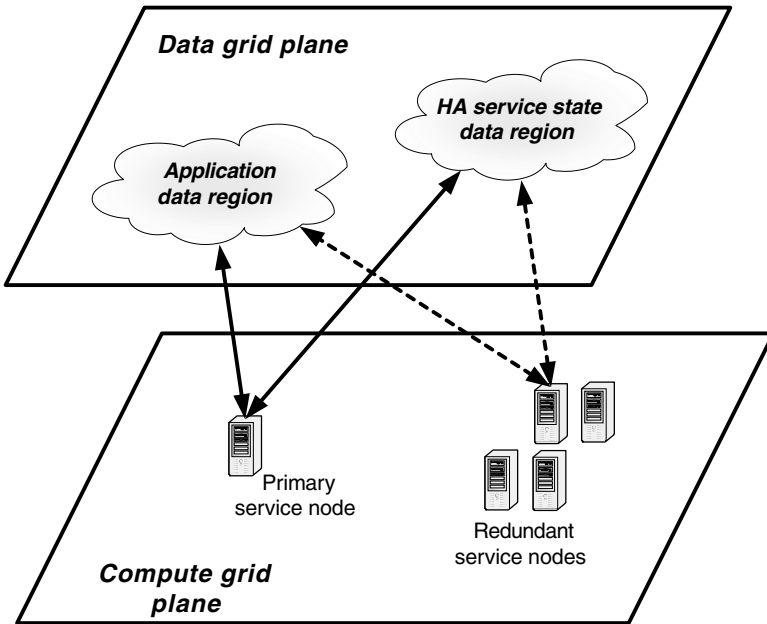 Data grid plane
HA service state
data region
Application
data region
Primary
service node
Redundant
service nodes
Compute grid
plane